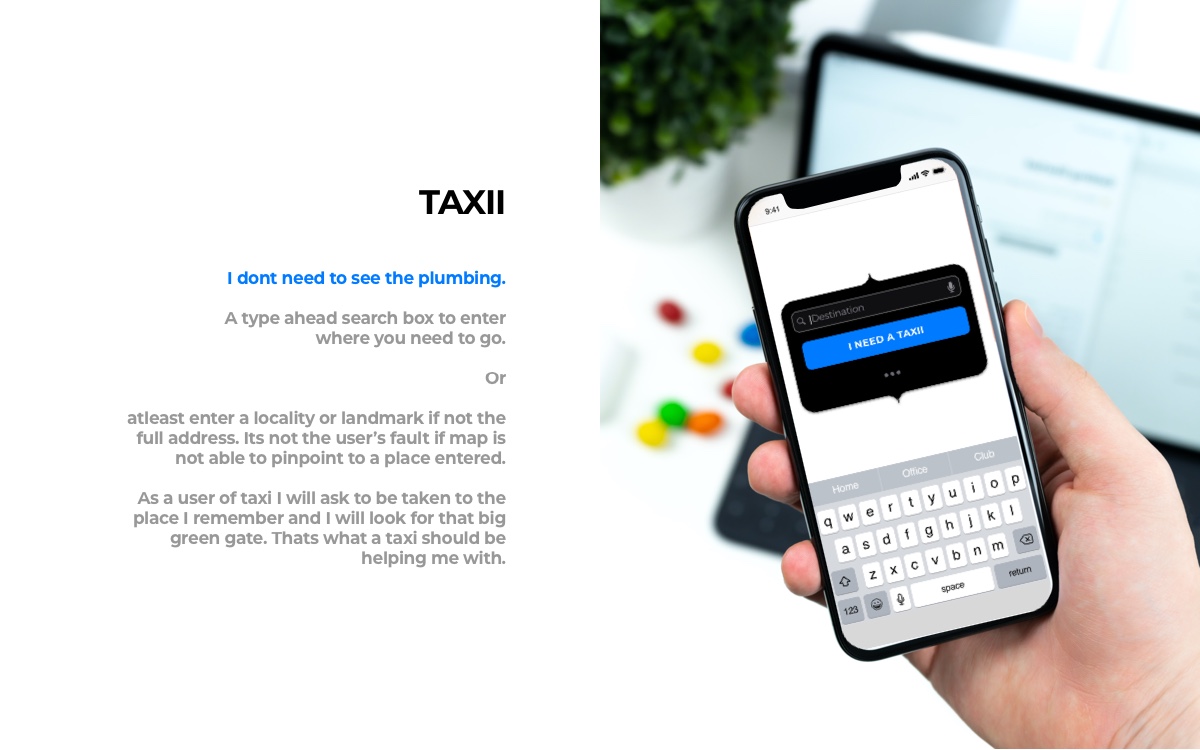 TAXII
I dont need to see the plumbing.
A type ahead search box to enter
where you need to go.
Or
atleast enter a locality or landmark if not the
full address. Its not the user’s fault if map is
not able to pinpoint to a place entered.
As a user of taxi I will ask to be taken to the
place I remember and I will look for that big
green gate. Thats what a taxi should be
helping me with.
9:41
Destination
I NEED A TAXII
Home Office Club
q w e r t y u i o p
a s d f g h j k l
z x c v b n m
123 space return